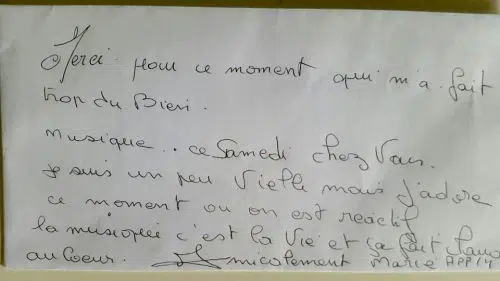 Merci pour ce moment qui m'a fait
trop du Bien.
Musique.. ce Samedi chez Vous.
Je suis un peu Vielle mais j'adore
ce moment ou on est reactif
la musique c'est la Vie et ça fait chaud
au Coeur. Amicalement Marie APP14